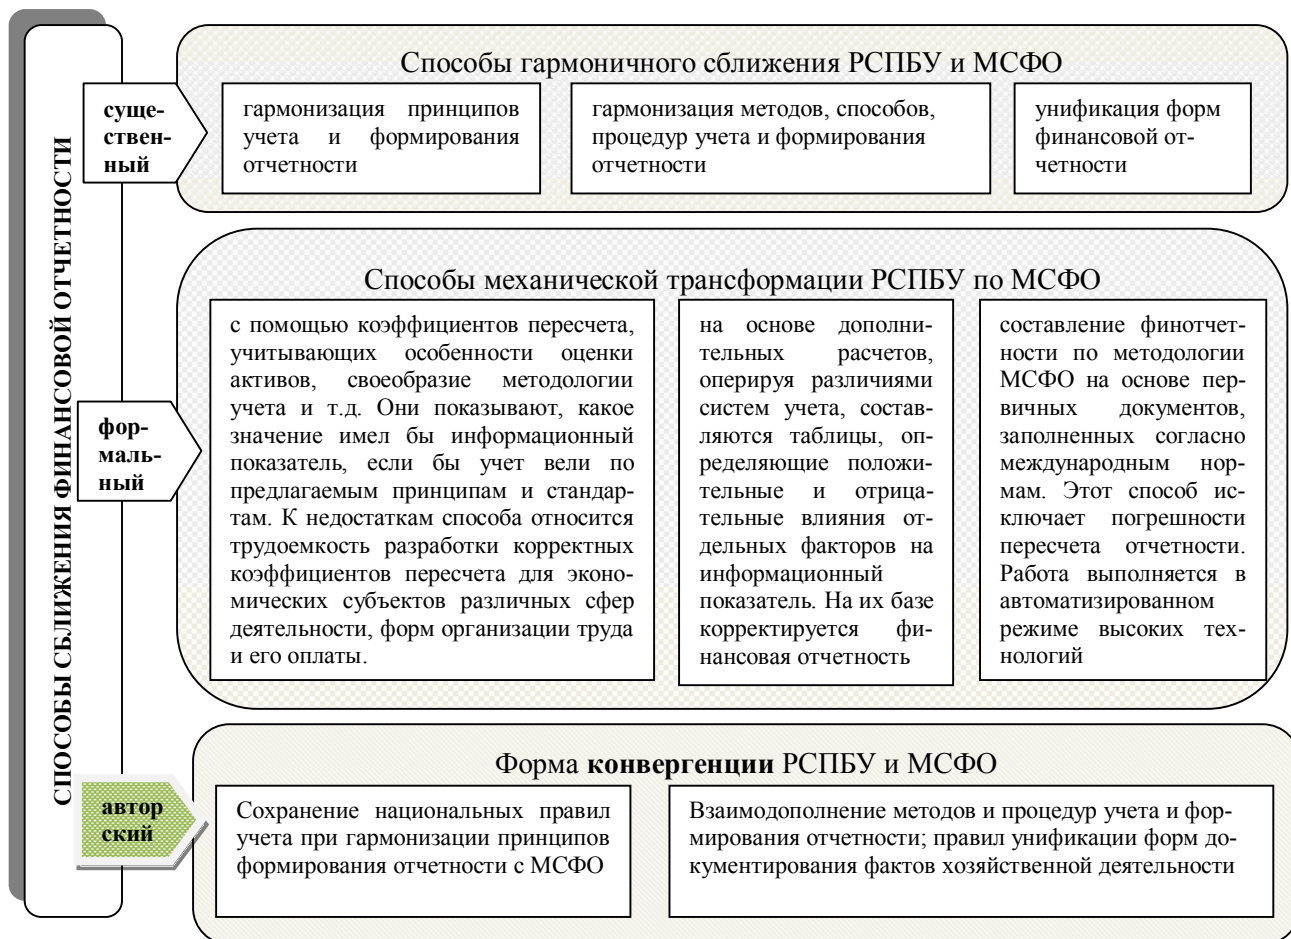 СПОСОБЫ СБЛИЖЕНИЯ ФИНАНСОВОЙ ОТЧЕТНОСТИ
суще-
ствен-
ный
Способы гармоничного сближения РСПБУ и МСФО
гармонизация принципов
учета и формирования
отчетности
гармонизация методов, способов,
процедур учета и формирования
отчетности
унификация форм
финансовой от-
четности
фор-
маль-
ный
Способы механической трансформации РСПБУ по МСФО
с помощью коэффициентов пересчета,
учитывающих особенности оценки
активов, своеобразие методологии
учета и т.д. Они показывают, какое
значение имел бы информационный
показатель, если бы учет вели по
предлагаемым принципам и стандар-
там. К недостаткам способа относится
трудоемкость разработки корректных
коэффициентов пересчета для эконо-
мических субъектов различных сфер
деятельности, форм организации труда
и его оплаты.
на основе дополни-
тельных расчетов,
оперируя различиями
систем учета, состав-
ляются таблицы, оп-
ределяющие положи-
тельные и отрица-
тельные влияния от-
дельных факторов на
информационный
показатель. На их базе
корректируется фи-
нансовая отчетность
составление финотчет-
ности по методологии
МСФО на основе пер-
вичных документов,
заполненных согласно
международным нор-
мам. Этот способ ис-
ключает погрешности
пересчета отчетности.
Работа выполняется в
автоматизированном
режиме высоких тех-
нологий
автор
ский
Форма конвергенции РСПБУ и МСФО
Сохранение национальных правил
учета при гармонизации принципов
формирования отчетности с МСФО
Взаимодополнение методов и процедур учета и фор-
мирования отчетности; правил унификации форм до-
кументирования фактов хозяйственной деятельности